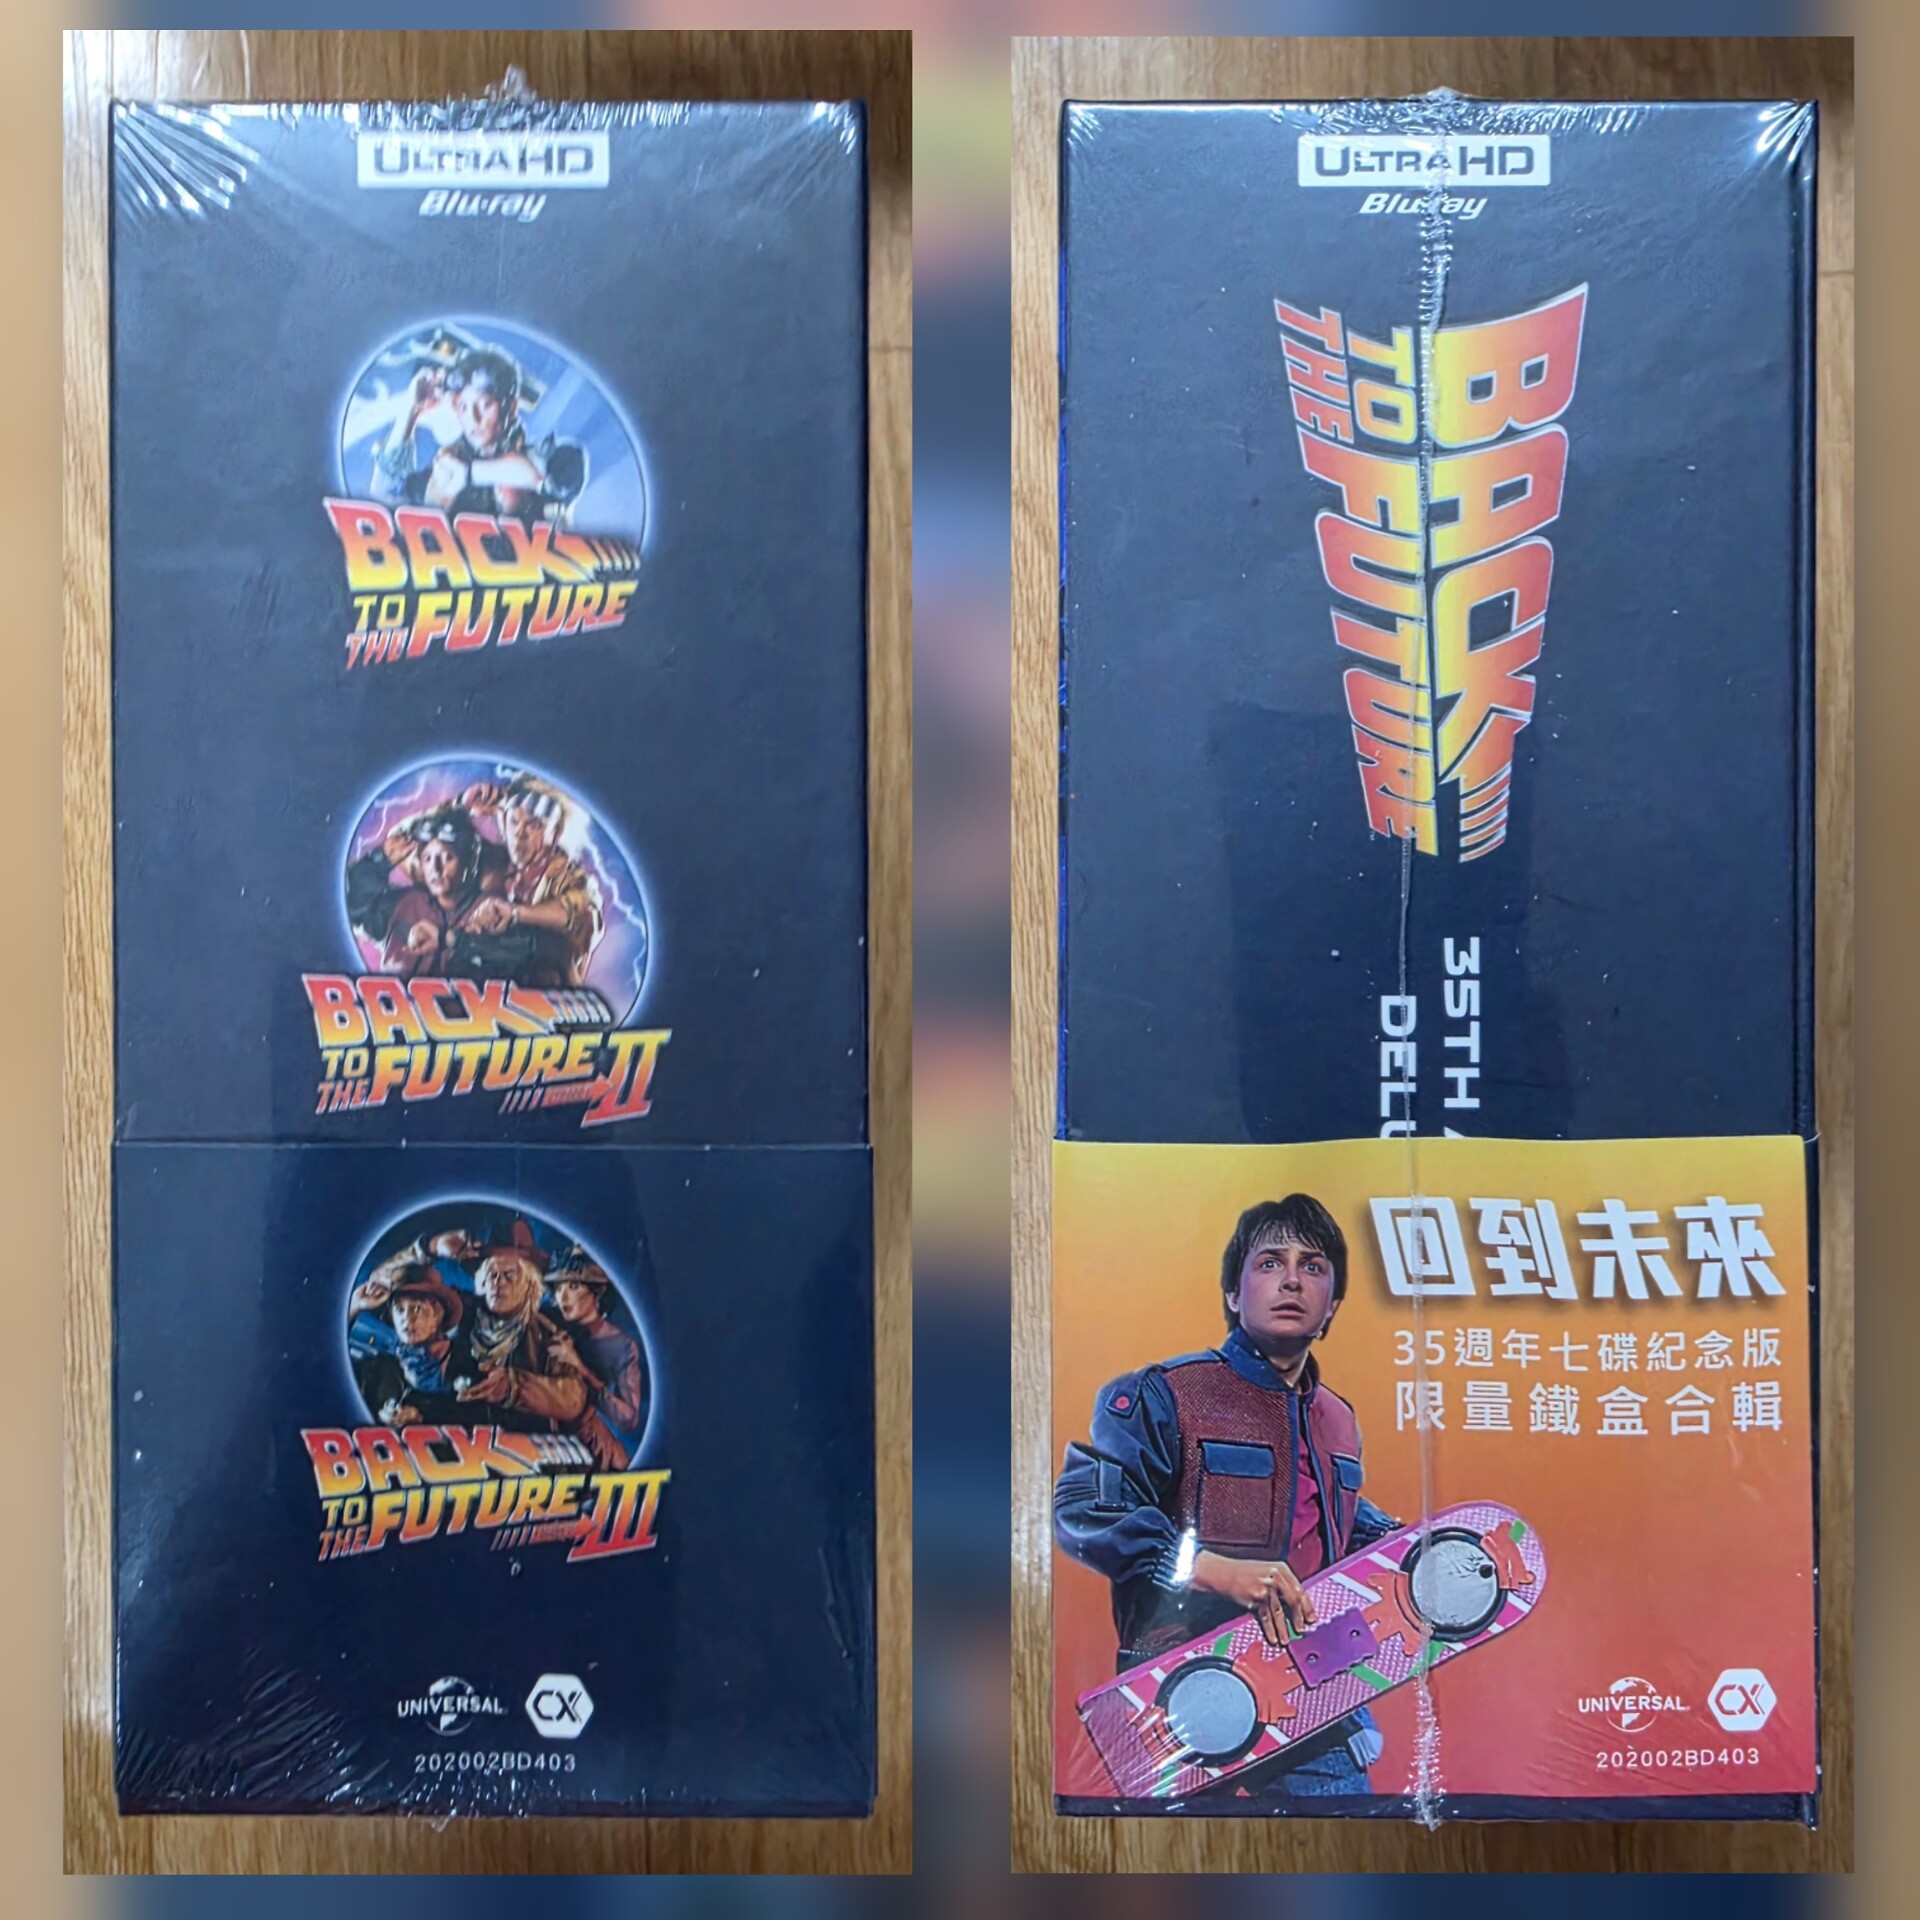 ULTRA HD
Blu-ray
BACK
TO
THE FUTURE
BACK
TO
THE FUTURE II
BACK
TO
THE FUTURE III
UNIVERSAL
CX
202002BD403
ULTRA HD
Blu-ray
BACK
TO
THE FUTURE
35TH
回到未來
35週年七碟紀念版
限量鐵盒合輯
UNIVERSAL
CX
202002BD403